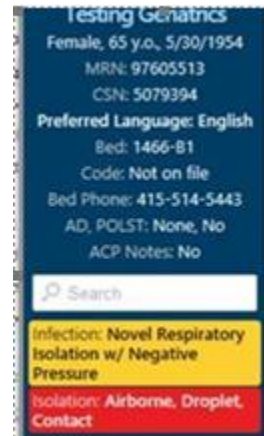 Testing Geriatrics
Female, 65 y.o., 5/30/1954
MRN: 97605513
CSN: 5079394
Preferred Language: English
Bed: 1466-B1
Code: Not on file
Bed Phone: 415-514-5443
AD, POLST: None, No
ACP Notes: No
Search
Infection: Novel Respiratory
Isolation w/ Negative
Pressure
Isolation: Airborne, Droplet,
Contact